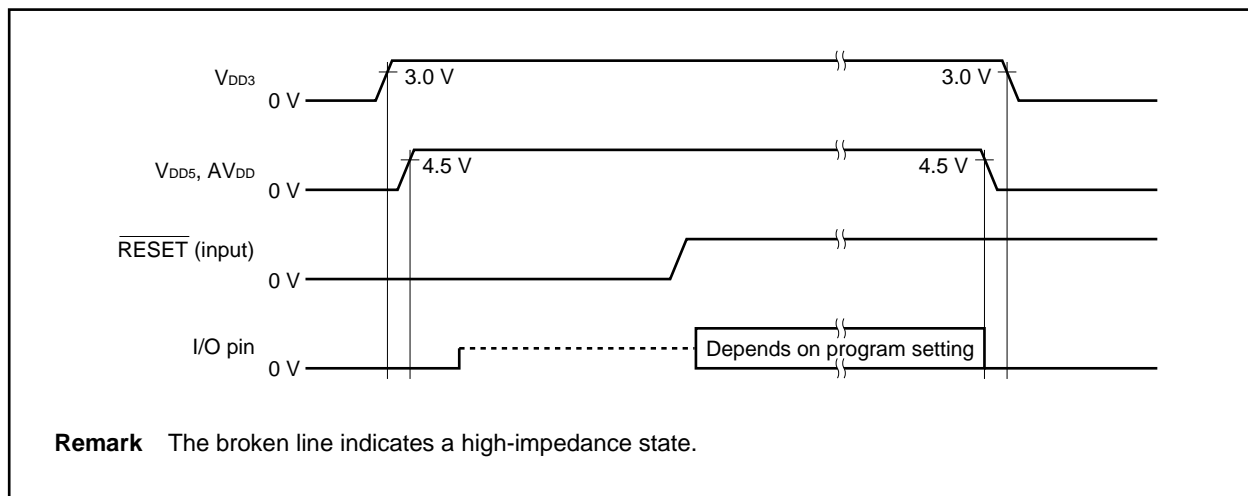 VDD3
3.0 V
3.0 V
0 V
VDD5, AVDD
4.5 V
4.5 V
0 V
RESET (input)
0 V
I/O pin
Depends on program setting
0 V
Remark The broken line indicates a high-impedance state.